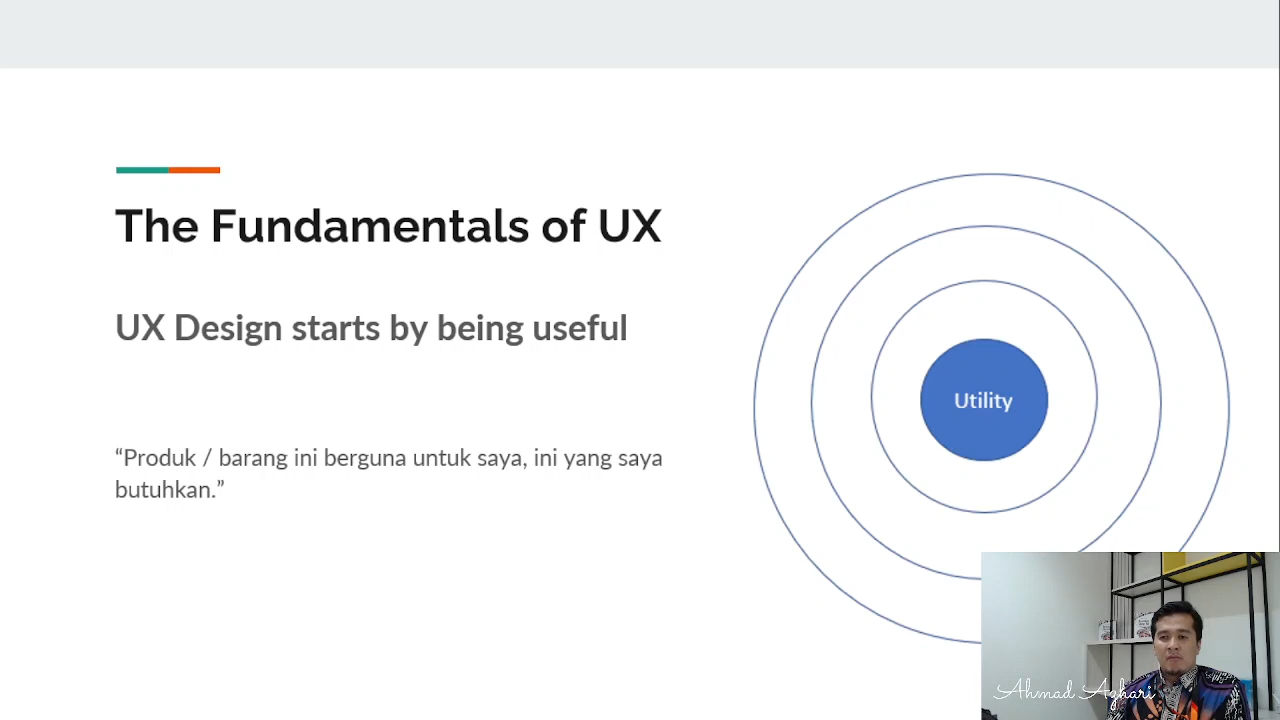 The Fundamentals of UX
UX Design starts by being useful
“Produk / barang ini berguna untuk saya, ini yang saya
butuhkan.”
Utility
Ahmad Azhari